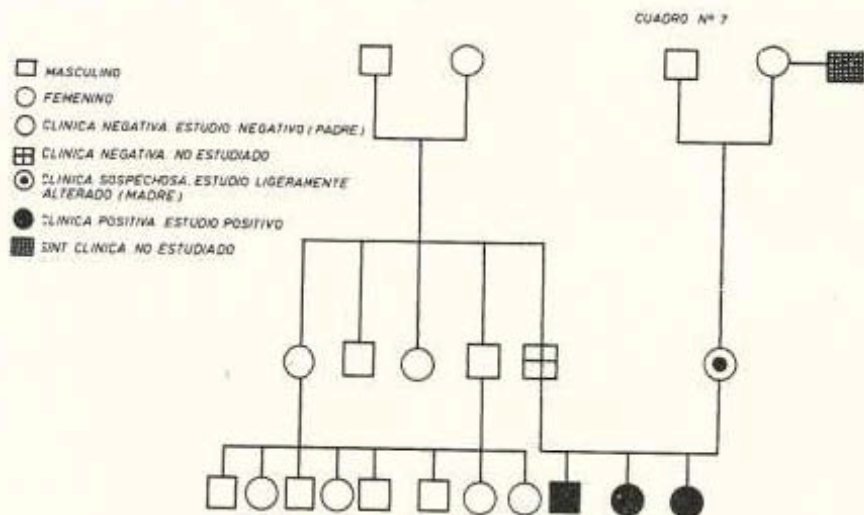 CUADRO Nº 7
MASCULINO
FEMENINO
CLINICA NEGATIVA. ESTUDIO NEGATIVO (PADRE)
CLINICA NEGATIVA. NO ESTUDIADO
CLINICA SOSPECHOSA. ESTUDIO LIGERAMENTE
ALTERADO (MADRE)
CLINICA POSITIVA. ESTUDIO POSITIVO
SINT CLINICA NO ESTUDIADO